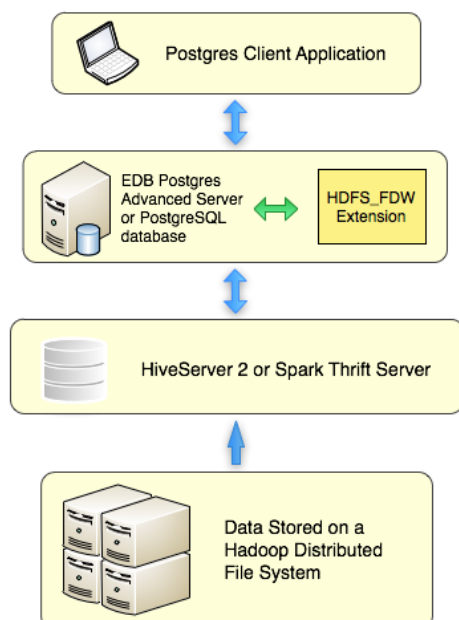 Postgres Client Application
EDB Postgres
Advanced Server
or PostgreSQL
database
HDFS_FDW
Extension
HiveServer 2 or Spark Thrift Server
Data Stored on a
Hadoop Distributed
File System